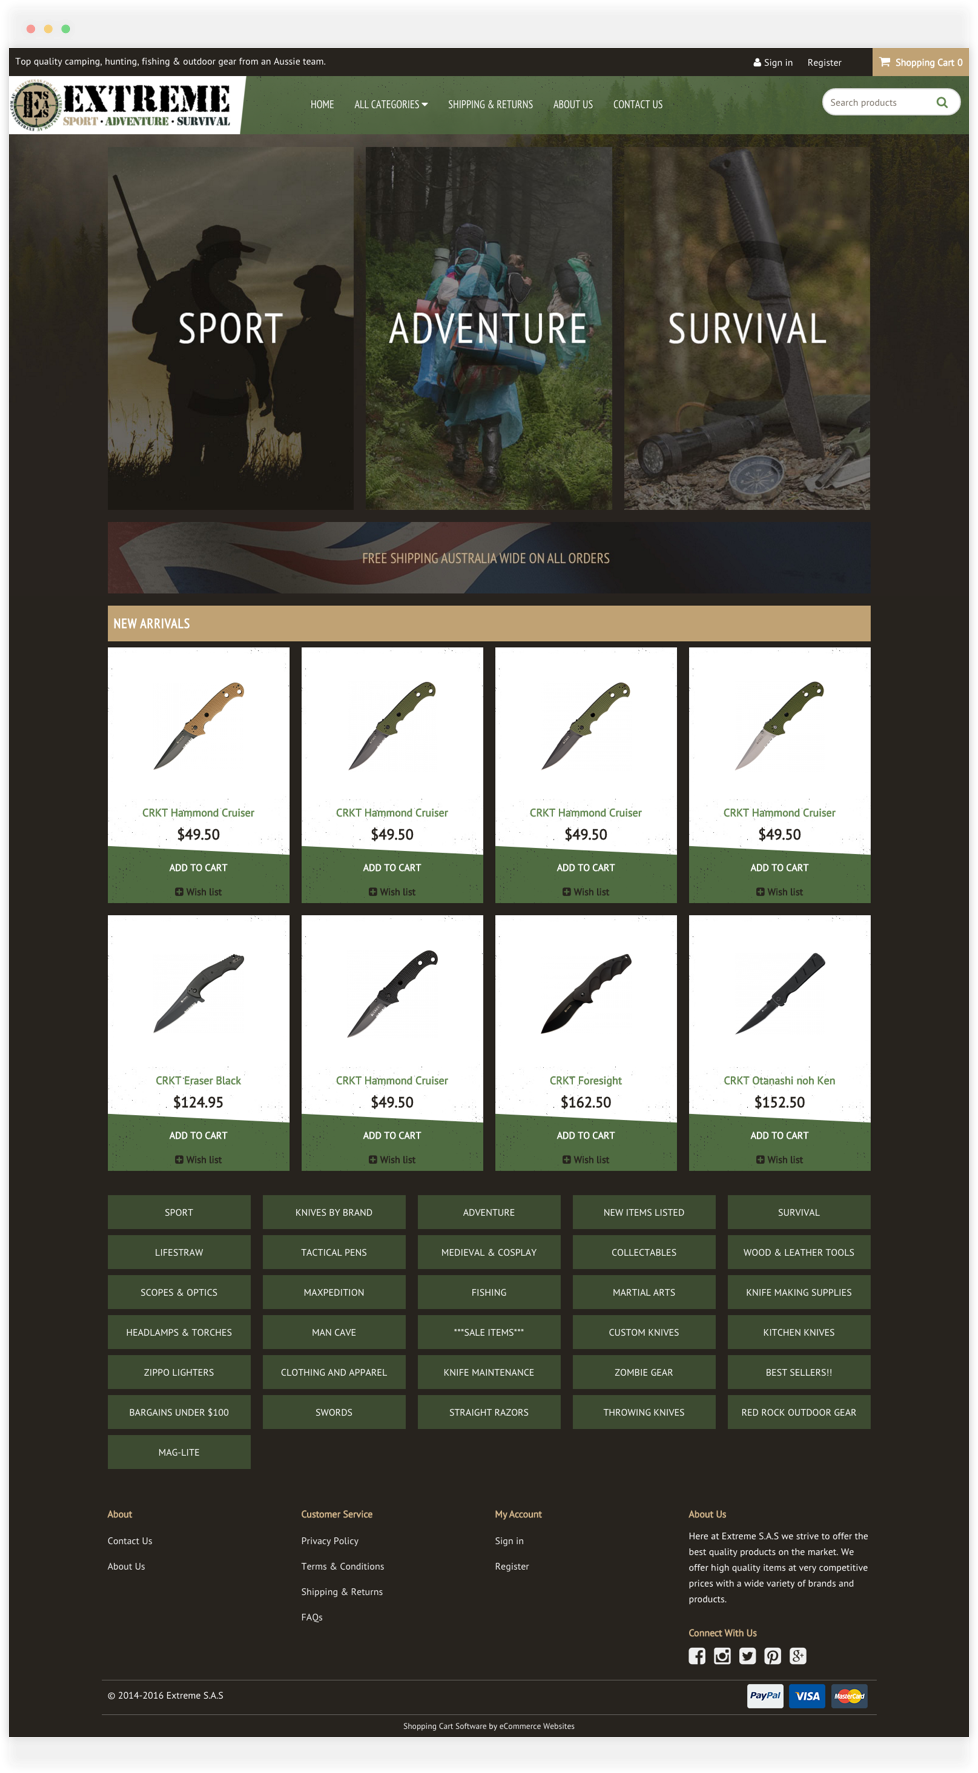 Top quality camping, hunting, fishing & outdoor gear from an Aussie team.
Sign in
Register
Shopping Cart 0
EsSs
EXTREME
SPORT • ADVENTURE • SURVIVAL
HOME
ALL CATEGORIES
SHIPPING & RETURNS
ABOUT US
CONTACT US
Search products
SPORT
ADVENTURE
SURVIVAL
FREE SHIPPING AUSTRALIA WIDE ON ALL ORDERS
NEW ARRIVALS
CRKT Hammond Cruiser
CRKT Hammond Cruiser
CRKT Hammond Cruiser
CRKT Hammond Cruiser
$49.50
$49.50
$49.50
$49.50
ADD TO CART
ADD TO CART
ADD TO CART
ADD TO CART
Wish list
Wish list
Wish list
Wish list
CRKT Eraser Black
CRKT Hammond Cruiser
CRKT Foresight
CRKT Otanashi noh Ken
$124.95
$49.50
$162.50
$152.50
ADD TO CART
ADD TO CART
ADD TO CART
ADD TO CART
Wish list
Wish list
Wish list
Wish list
SPORT
KNIVES BY BRAND
ADVENTURE
NEW ITEMS LISTED
SURVIVAL
LIFESTRAW
TACTICAL PENS
MEDIEVAL & COSPLAY
COLLECTABLES
WOOD & LEATHER TOOLS
SCOPES & OPTICS
MAXPEDITION
FISHING
MARTIAL ARTS
KNIFE MAKING SUPPLIES
HEADLAMPS & TORCHES
MAN CAVE
***SALE ITEMS***
CUSTOM KNIVES
KITCHEN KNIVES
ZIPPO LIGHTERS
CLOTHING AND APPAREL
KNIFE MAINTENANCE
ZOMBIE GEAR
BEST SELLERS!!
BARGAINS UNDER $100
SWORDS
STRAIGHT RAZORS
THROWING KNIVES
RED ROCK OUTDOOR GEAR
MAG-LITE
About
Contact Us
About Us
Customer Service
Privacy Policy
Terms & Conditions
Shipping & Returns
FAQs
My Account
Sign in
Register
About Us
Here at Extreme S.A.S we strive to offer the
best quality products on the market. We
offer high quality items at very competitive
prices with a wide variety of brands and
products.
Connect With Us
© 2014-2016 Extreme S.A.S
PayPal
VISA
MasterCard
Shopping Cart Software by eCommerce Websites